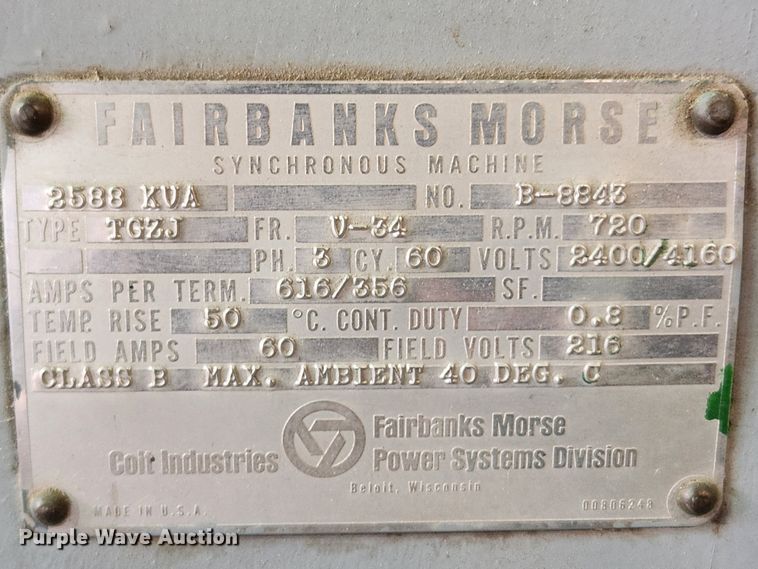 FAIRBANKS MORSE
SYNCHRONOUS MACHINE
2588 KVA NO. B-8843
TYPE TGZJ FR. V-34 R.P.M. 720
PH. 3 CY. 60 VOLTS 2400/4160
AMPS PER TERM. 616/356 SF.
TEMP. RISE 50 °C. CONT. DUTY 0.8 % P.F.
FIELD AMPS 60 FIELD VOLTS 216
CLASS B MAX. AMBIENT 40 DEG. C
Colt Industries Fairbanks Morse
Power Systems Division
Beloit, Wisconsin
MADE IN U.S.A. 00806248
Purple Wave Auction